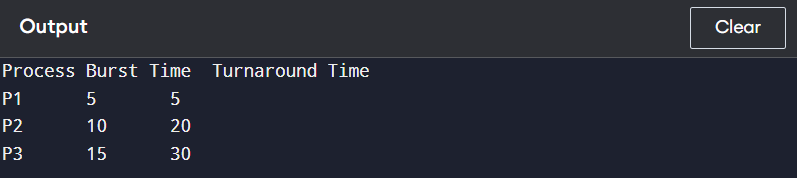 Output
Clear
Process Burst Time  Turnaround Time
P1      5       5
P2      10      20
P3      15      30